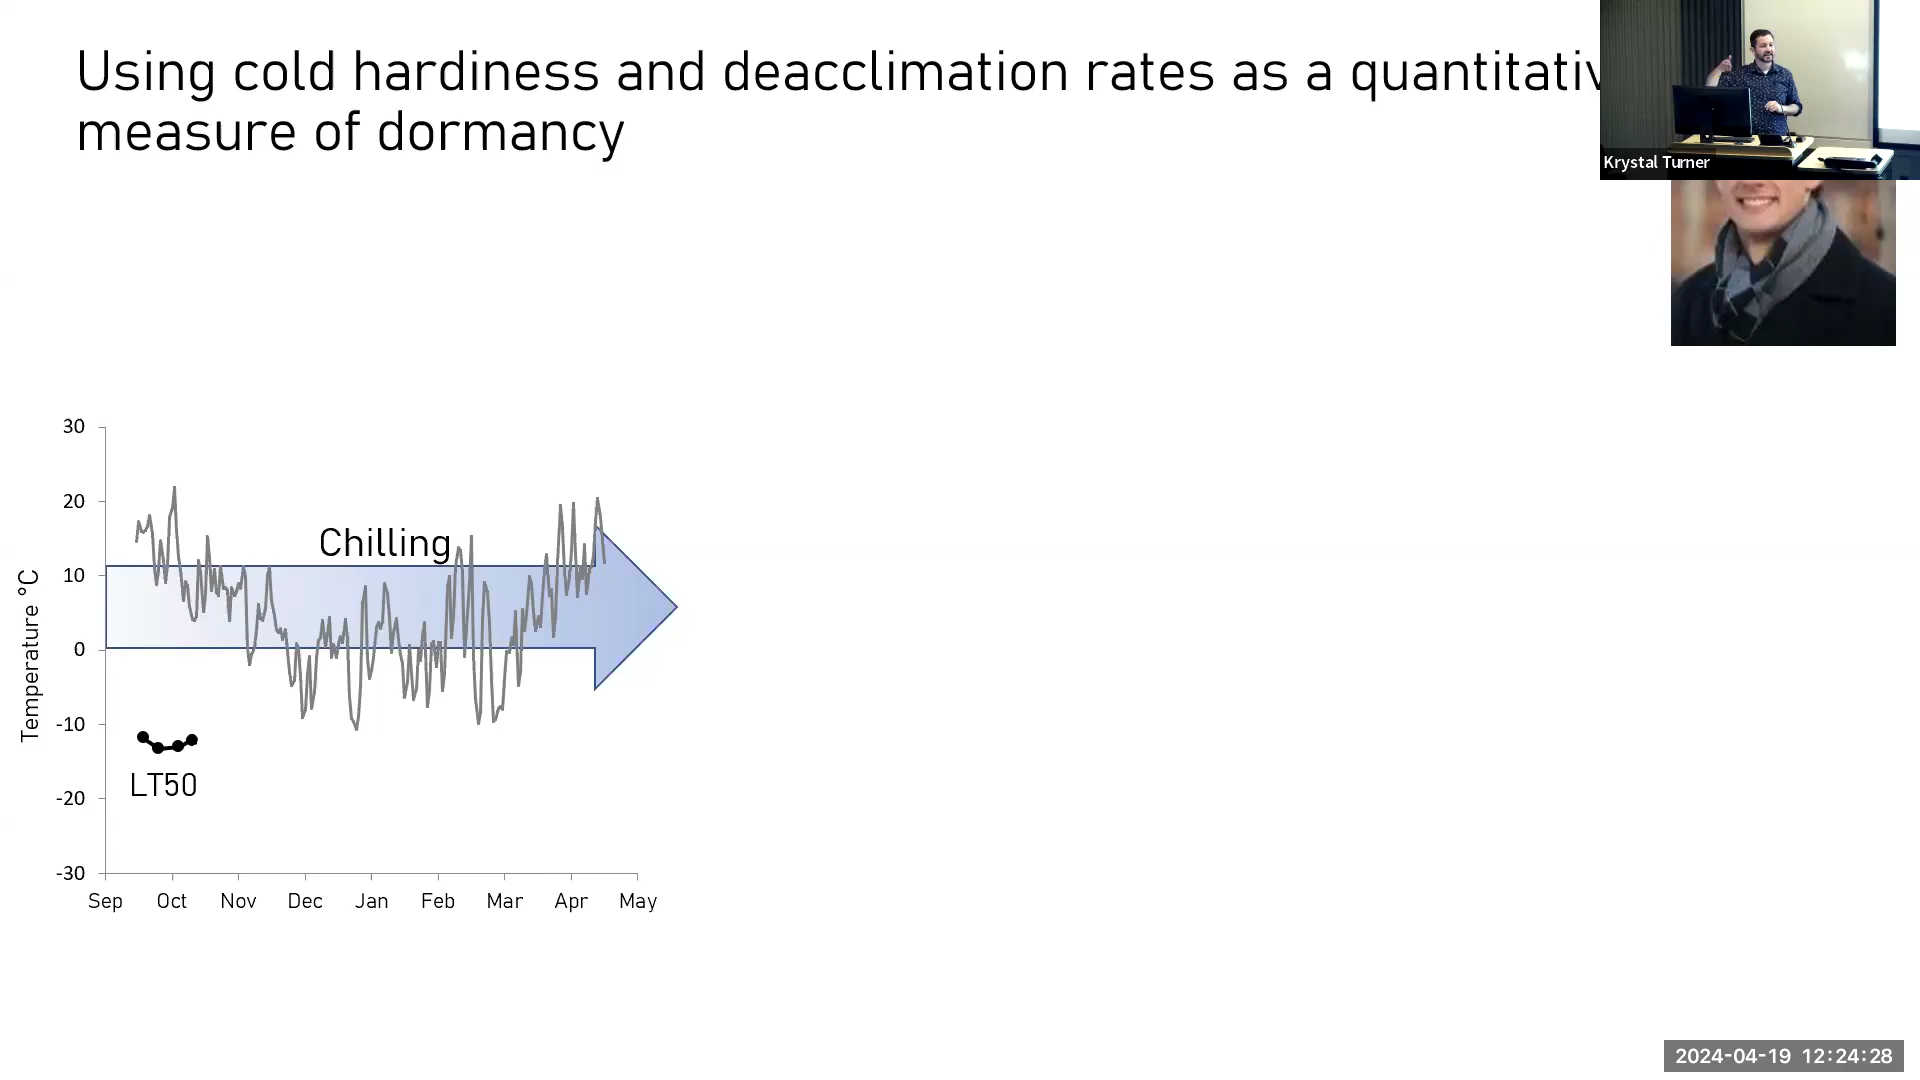 Using cold hardiness and deacclimation rates as a quantitativ
measure of dormancy
Krystal Turner
30
20
10
0
-10
-20
-30
Temperature °C
Chilling
LT50
Sep Oct Nov Dec Jan Feb Mar Apr May
2024-04-19 12:24:28